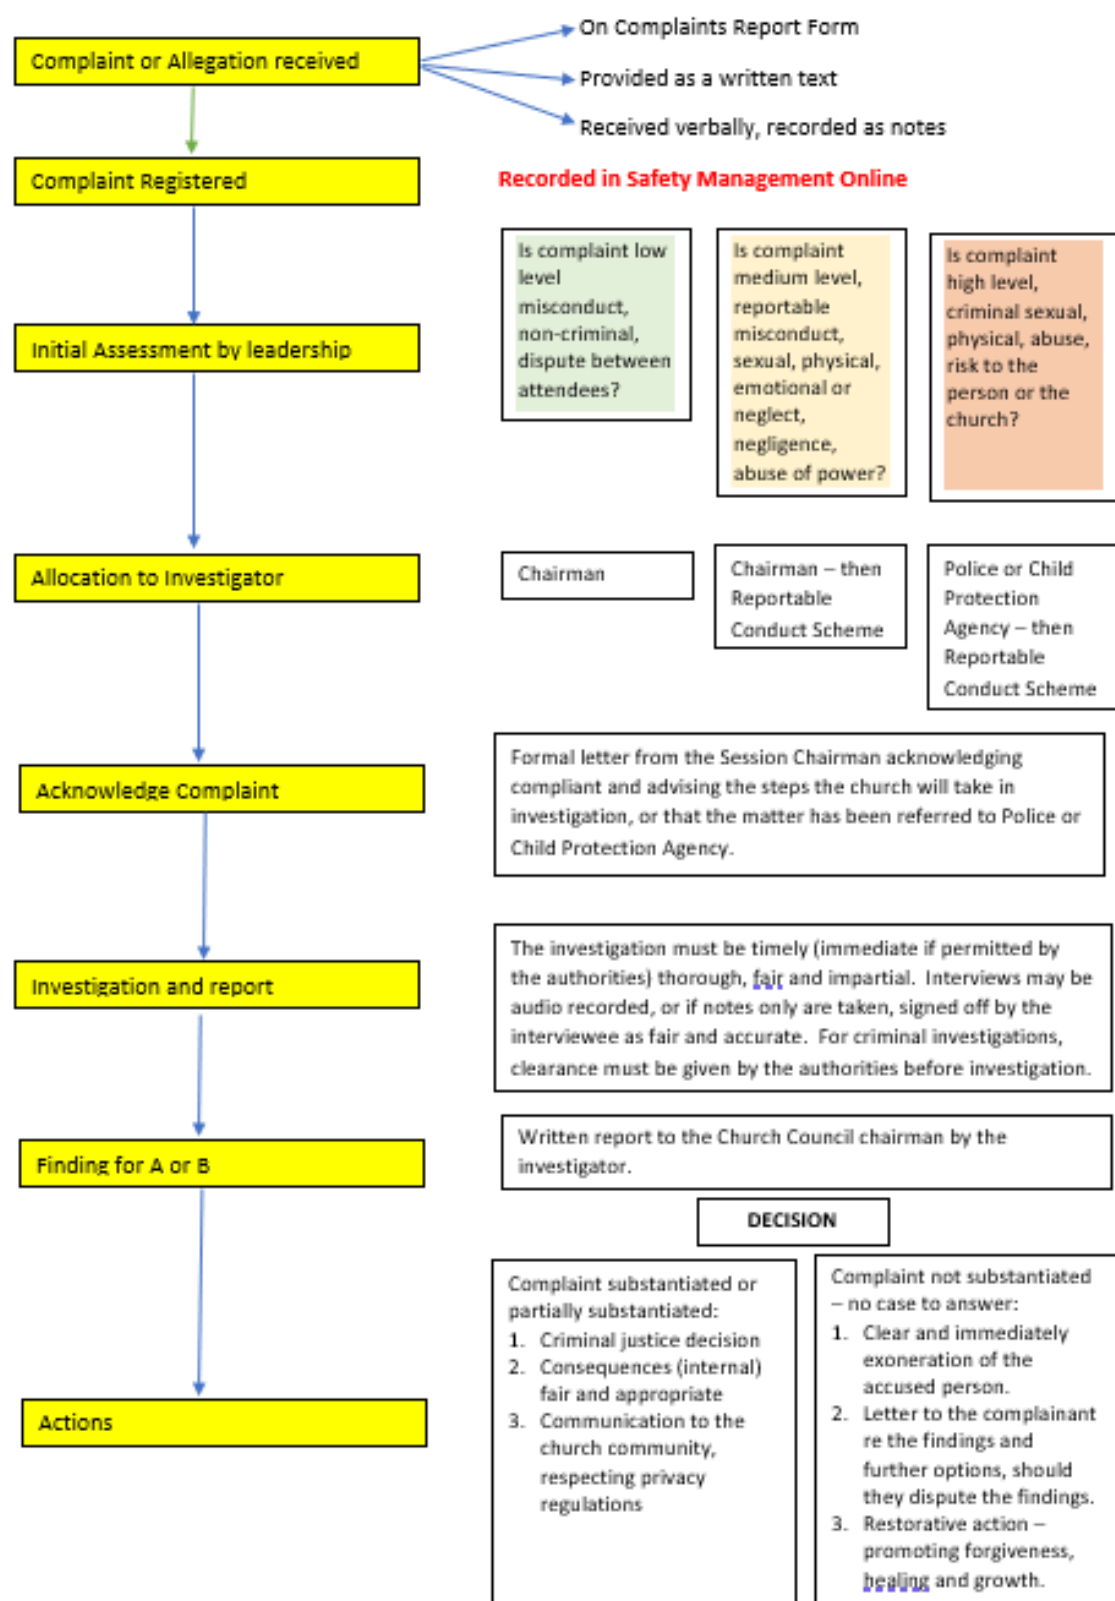 Complaint or Allegation received
On Complaints Report Form
Provided as a written text
Received verbally, recorded as notes
Complaint Registered
Recorded in Safety Management Online
Initial Assessment by leadership
Is complaint low
level
misconduct,
non-criminal,
dispute between
attendees?
Is complaint
medium level,
reportable
misconduct,
sexual, physical,
emotional or
neglect,
negligence,
abuse of power?
Is complaint
high level,
criminal sexual,
physical, abuse,
risk to the
person or the
church?
Allocation to Investigator
Chairman
Chairman – then
Reportable
Conduct Scheme
Police or Child
Protection
Agency – then
Reportable
Conduct Scheme
Acknowledge Complaint
Formal letter from the Session Chairman acknowledging
compliant and advising the steps the church will take in
investigation, or that the matter has been referred to Police or
Child Protection Agency.
Investigation and report
The investigation must be timely (immediate if permitted by
the authorities) thorough, fair and impartial.  Interviews may be
audio recorded, or if notes only are taken, signed off by the
interviewee as fair and accurate.  For criminal investigations,
clearance must be given by the authorities before investigation.
Finding for A or B
Written report to the Church Council chairman by the
investigator.
DECISION
Actions
Complaint substantiated or
partially substantiated:
1. Criminal justice decision
2. Consequences (internal)
fair and appropriate
3. Communication to the
church community,
respecting privacy
regulations
Complaint not substantiated
– no case to answer:
1. Clear and immediately
exoneration of the
accused person.
2. Letter to the complainant
re the findings and
further options, should
they dispute the findings.
3. Restorative action –
promoting forgiveness,
healing and growth.